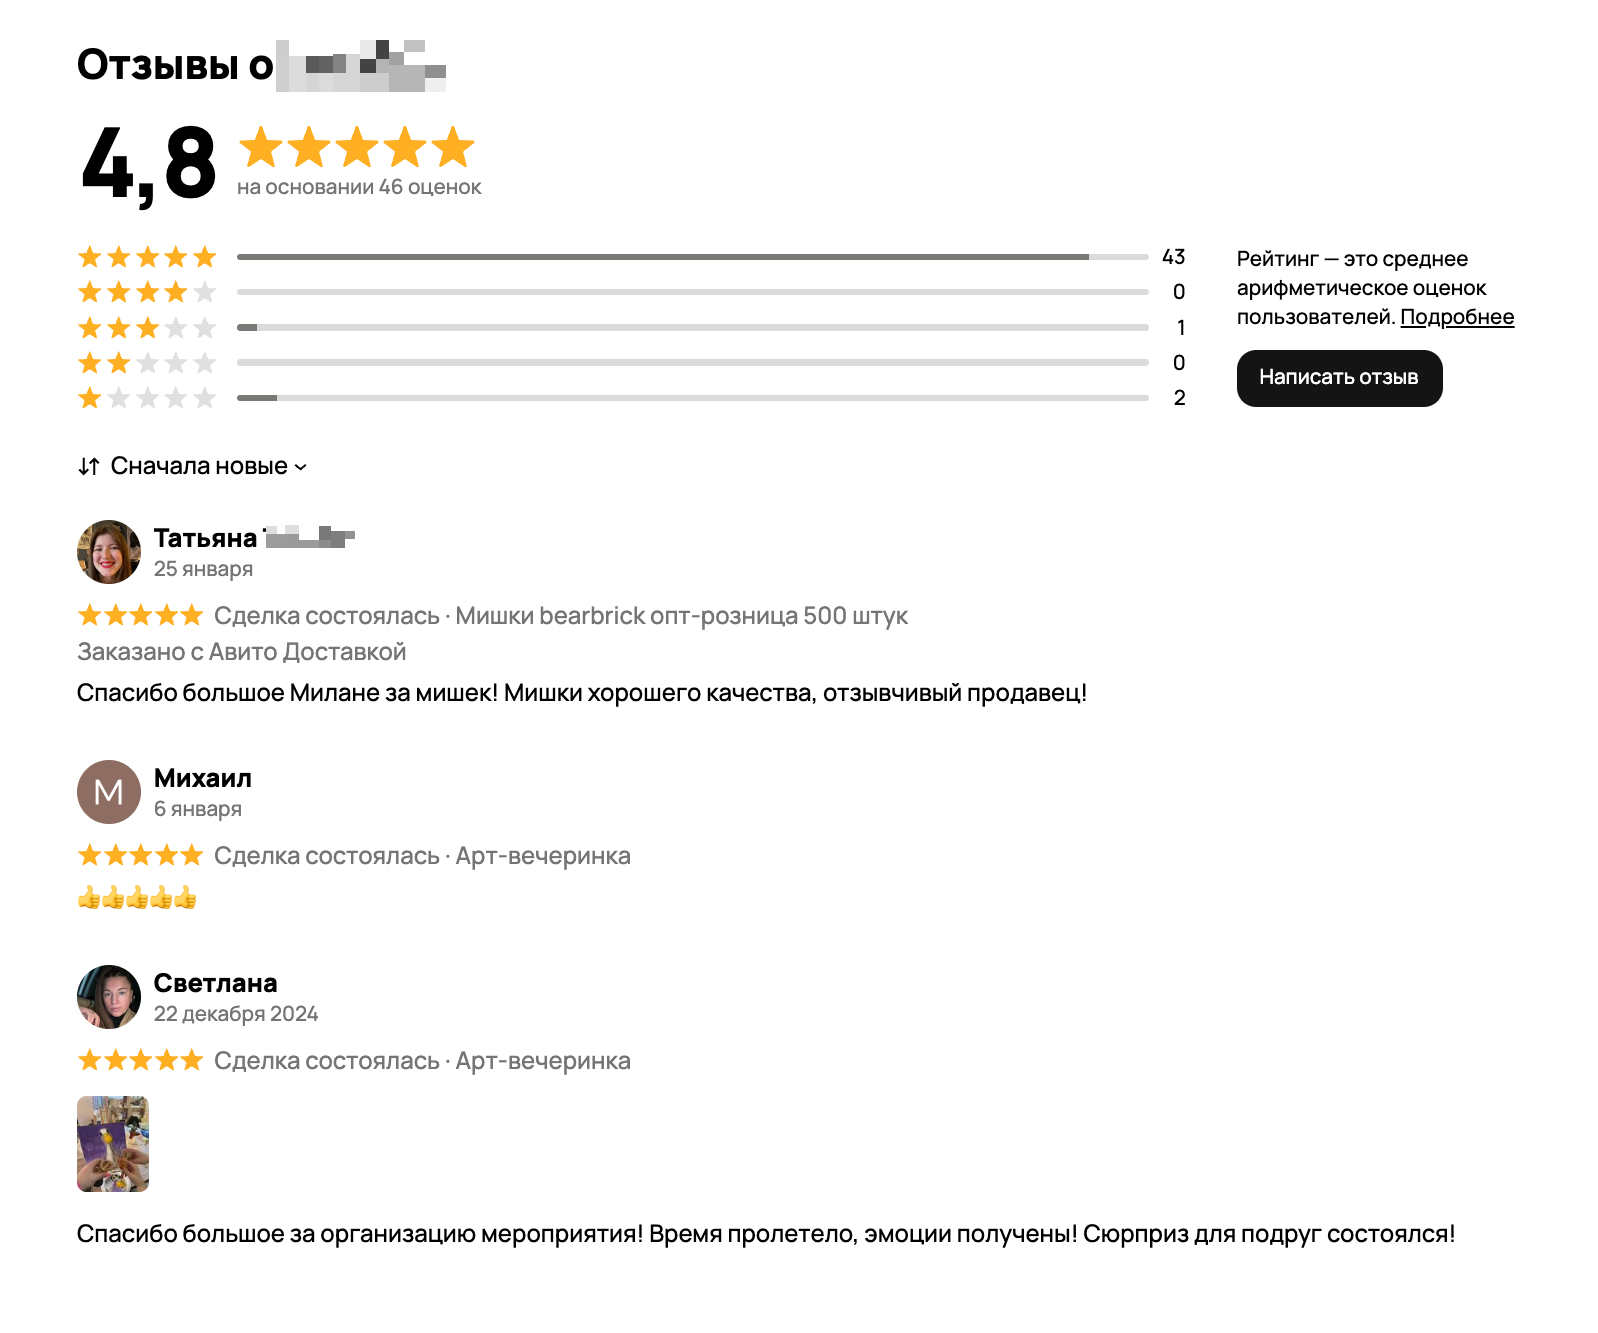 Отзывы о
4,8
на основании 46 оценок
43
0
1
0
2
Рейтинг — это среднее
арифметическое оценок
пользователей. Подробнее
Написать отзыв
Сначала новые
Татьяна
25 января
Сделка состоялась · Мишки bearbrick опт-розница 500 штук
Заказано с Авито Доставкой
Спасибо большое Милане за мишек! Мишки хорошего качества, отзывчивый продавец!
М
Михаил
6 января
Сделка состоялась · Арт-вечеринка
👍👍👍👍👍
Светлана
22 декабря 2024
Сделка состоялась · Арт-вечеринка
Спасибо большое за организацию мероприятия! Время пролетело, эмоции получены! Сюрприз для подруг состоялся!